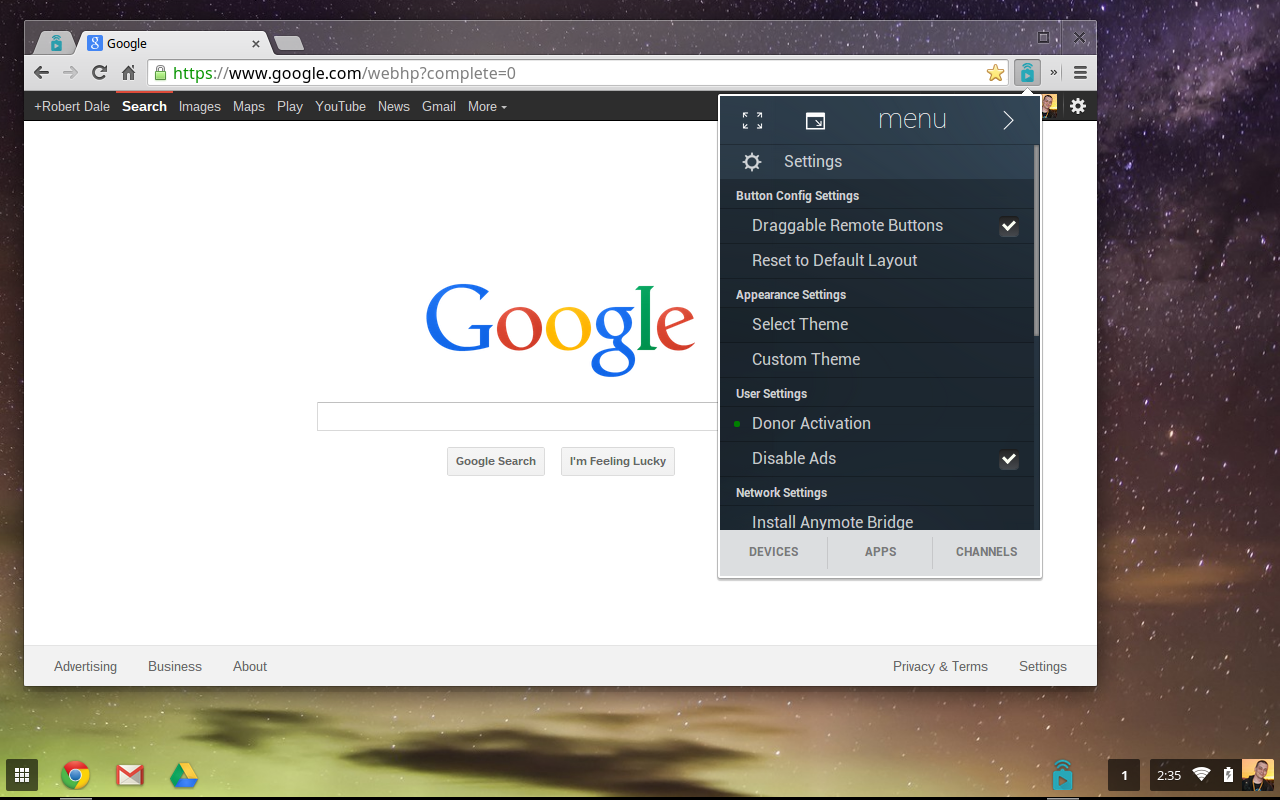 Google
https://www.google.com/webhp?complete=0
»
+Robert Dale Search Images Maps Play YouTube News Gmail More
menu
Settings
Button Config Settings
Draggable Remote Buttons
Reset to Default Layout
Appearance Settings
Select Theme
Custom Theme
User Settings
Donor Activation
Disable Ads
Network Settings
Install Anymote Bridge
DEVICES APPS CHANNELS
Google
Google Search I'm Feeling Lucky
Advertising Business About Privacy & Terms Settings
1 2:35